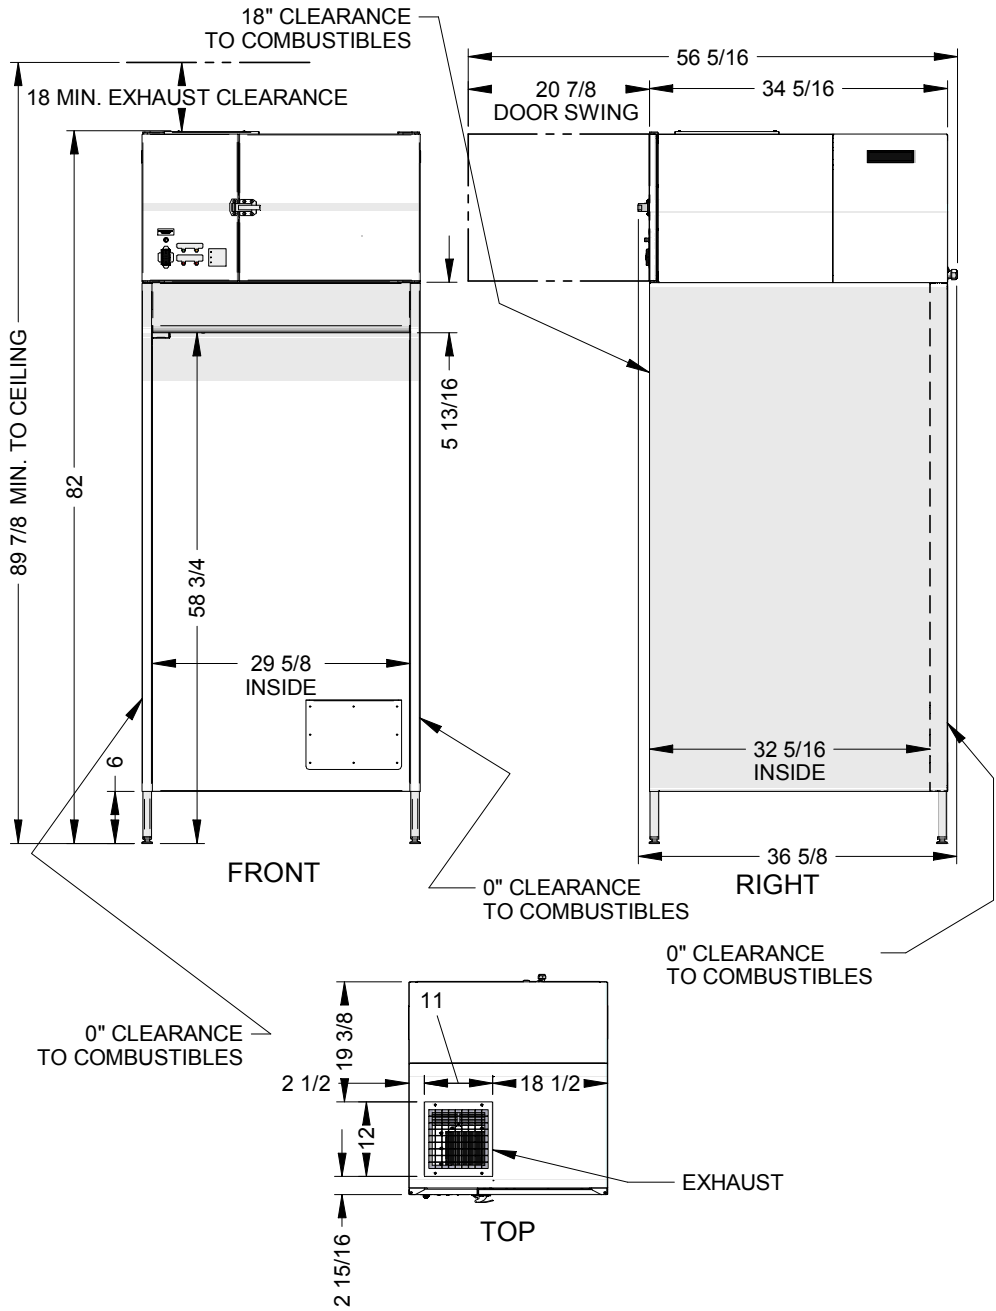 18" CLEARANCE
TO COMBUSTIBLES
56 5/16
18 MIN. EXHAUST CLEARANCE
20 7/8
DOOR SWING
34 5/16
89 7/8 MIN. TO CEILING
82
5 13/16
58 3/4
29 5/8
INSIDE
6
32 5/16
INSIDE
36 5/8
FRONT
RIGHT
0" CLEARANCE
TO COMBUSTIBLES
0" CLEARANCE
TO COMBUSTIBLES
0" CLEARANCE
TO COMBUSTIBLES
11
19 3/8
2 1/2
18 1/2
12
EXHAUST
TOP
2 15/16